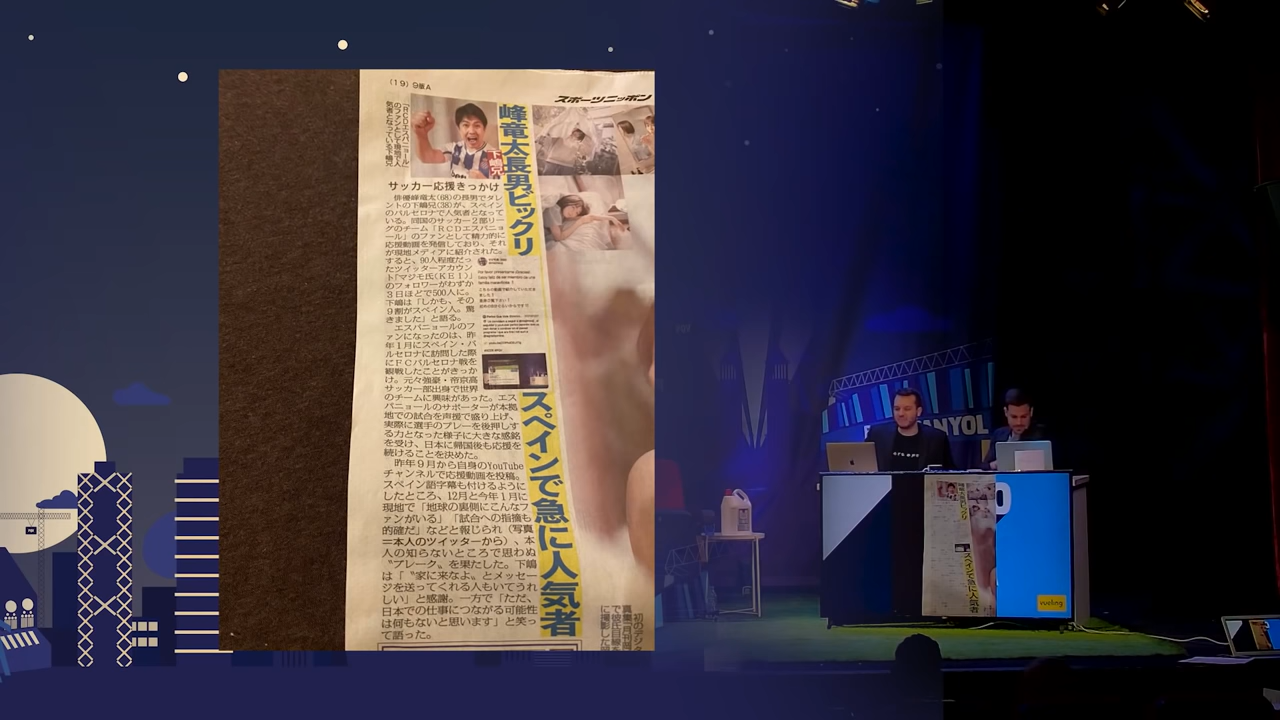 (19) 9版A
スポーツニッポン
「RCDエスパニョール」
のファンとして現地で人
気者となっている下嶋兄
下嶋兄
峰竜太長男ビックリ
スペインで急に人気者
サッカー応援きっかけ
俳優峰竜太(68)の長男でタレ
ントの下嶋兄(38)が、スペイン
のバルセロナで人気者となって
いる。同国のサッカー2部リー
グのチーム「RCDエスパニョ
ール」のファンとして精力的に
応援動画を発信しており、それ
が現地メディアに紹介された。
すると、90人程度だっ
たツイッターアカウン
ト「マジモ氏(KEI)」
のフォロワーがわずか
3日ほどで500人に。
下嶋は「しかも、その
9割がスペイン人。驚
きました」と語る。
エスパニョールのフ
ァンになったのは、昨
年1月にスペイン・バ
ルセロナに訪問した際
にFCバルセロナ戦を
観戦したことがきっか
け。元々強豪・帝京高
サッカー部出身で世界
のチームに興味があった。エス
パニョールのサポーターが本拠
地での試合を声援で盛り上げ、
実際に選手のプレーを後押しす
る力となった様子に大きな感銘
を受け、日本に帰国後も応援を
続けることを決めた。
昨年9月から自身のYouTube
チャンネルで応援動画を投稿。
スペイン語字幕も付けるように
したところ、12月と今年1月に
現地で「地球の裏側にこんなフ
ァンがいる」「試合への指摘も
的確だ」などと報じられ(写真
=本人のツイッターから)、本
人の知らないところで思わぬ
〝ブレーク〟を果たした。下嶋
は「〝家に来なよ〟とメッセー
ジを送ってくれる人もいてうれ
しい」と感謝。一方で「ただ、
日本での仕事につながる可能性
は何もないと思います」と笑っ
て語った。
ANYOL
スペインで急に人気者
vueling